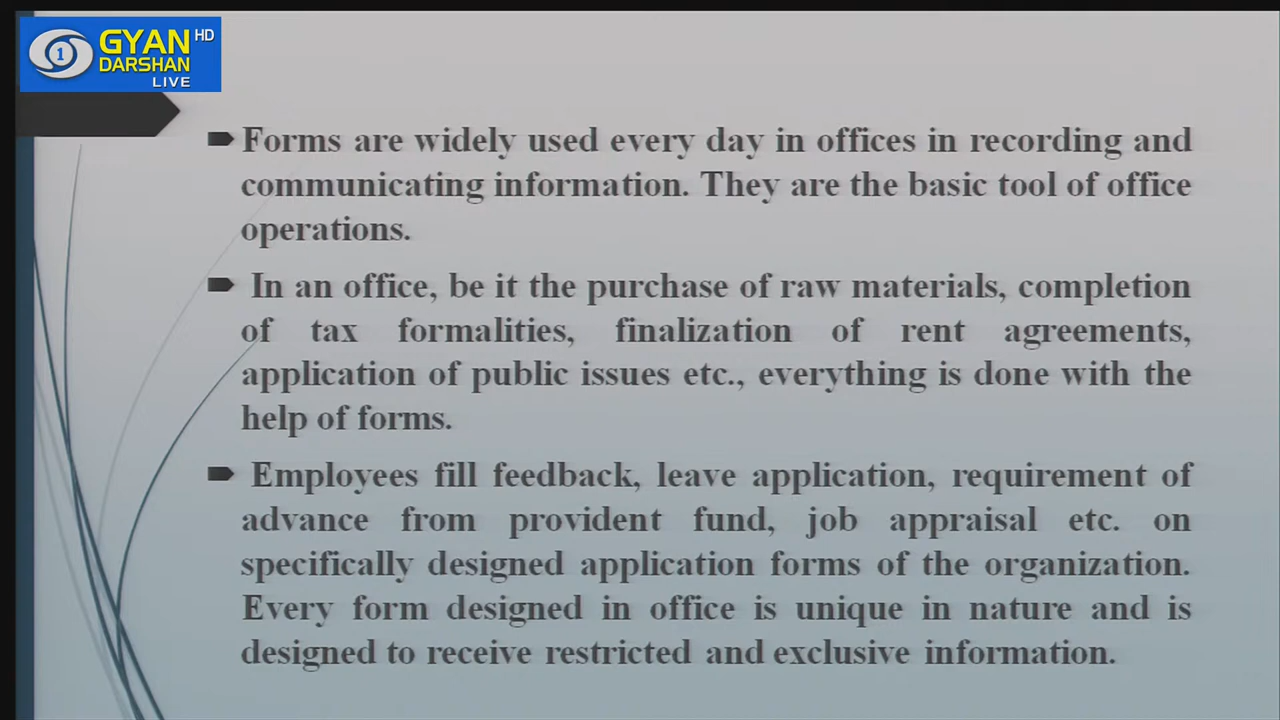 1
GYAN HD
DARSHAN
LIVE
Forms are widely used every day in offices in recording and
communicating information. They are the basic tool of office
operations.
In an office, be it the purchase of raw materials, completion
of tax formalities, finalization of rent agreements,
application of public issues etc., everything is done with the
help of forms.
Employees fill feedback, leave application, requirement of
advance from provident fund, job appraisal etc. on
specifically designed application forms of the organization.
Every form designed in office is unique in nature and is
designed to receive restricted and exclusive information.